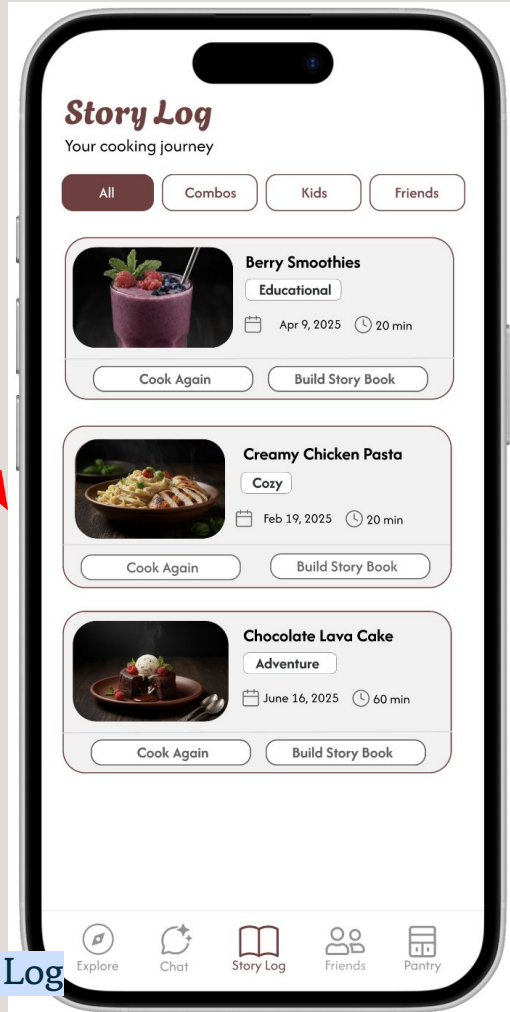 Story Log
Your cooking journey
All Combos Kids Friends
Berry Smoothies
Educational
Apr 9, 2025 20 min
Cook Again Build Story Book
Creamy Chicken Pasta
Cozy
Feb 19, 2025 20 min
Cook Again Build Story Book
Chocolate Lava Cake
Adventure
June 16, 2025 60 min
Cook Again Build Story Book
Explore Chat Story Log Friends Pantry
Log